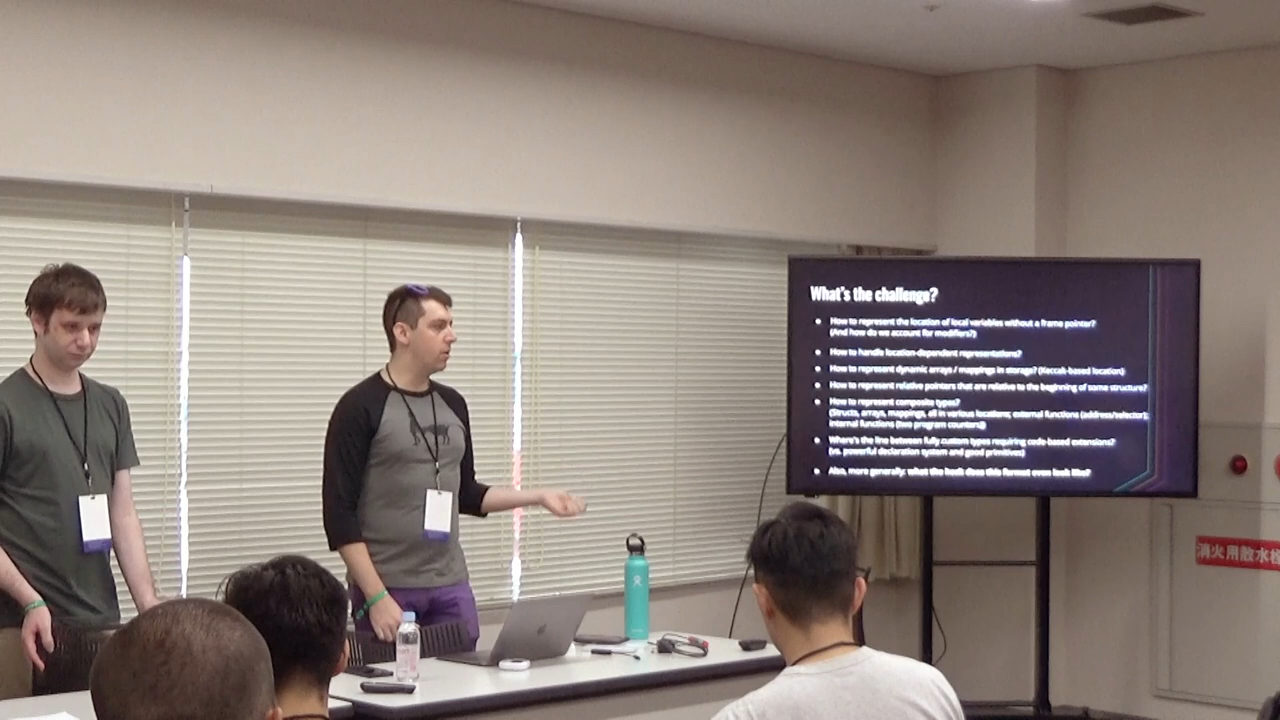 What's the challenge?
How to represent the location of local variables without a frame pointer?
(And how do we account for modifiers?)
How to handle location-dependent representations?
How to represent dynamic arrays / mappings in storage? (Keccak-based location)
How to represent relative pointers that are relative to the beginning of some structure?
How to represent composite types?
(Structs, arrays, mappings, all in various locations; external functions (address/selector);
internal functions (two program counters))
Where's the line between fully custom types requiring code-based extensions?
(vs. powerful declaration system and good primitives)
Also, more generally: what the heck does this format even look like?
消火用散水栓